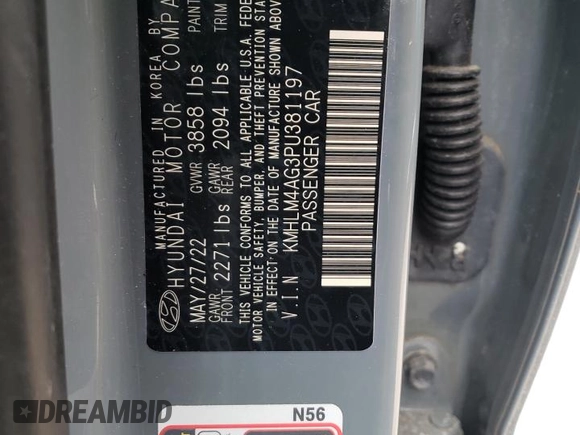 MANUFACTURED IN KOREA BY
HYUNDAI MOTOR COMPA
MAY/27/22 GVWR 3858 lbs PAINT
GAWR FRONT 2271 lbs GAWR REAR 2094 lbs TRIM
THIS VEHICLE CONFORMS TO ALL APPLICABLE U.S.A. FEDE
MOTOR VEHICLE SAFETY, BUMPER, AND THEFT PREVENTION STA
IN EFFECT ON THE DATE OF MANUFACTURE SHOWN ABOV
V.I.N KMHLM4AG3PU381197
PASSENGER CAR
N56
DREAMBID